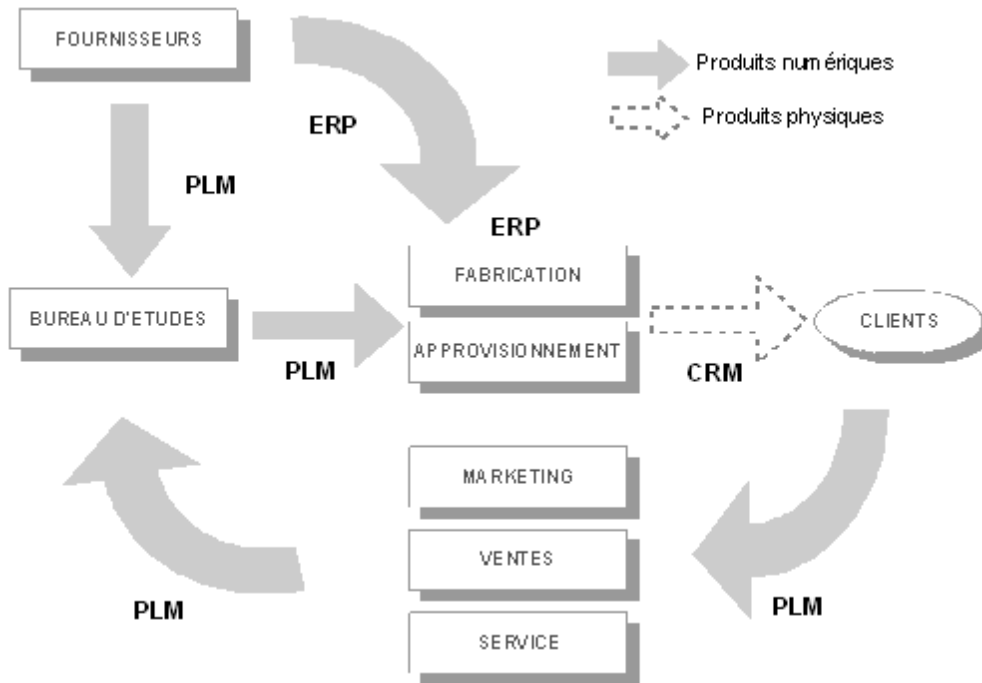 FOURNISSEURS
Produits numériques
Produits physiques
ERP
PLM
ERP
FABRICATION
BUREAU D'ETUDES
APPROVISIONNEMENT
CLIENTS
PLM
CRM
MARKETING
VENTES
PLM
PLM
SERVICE